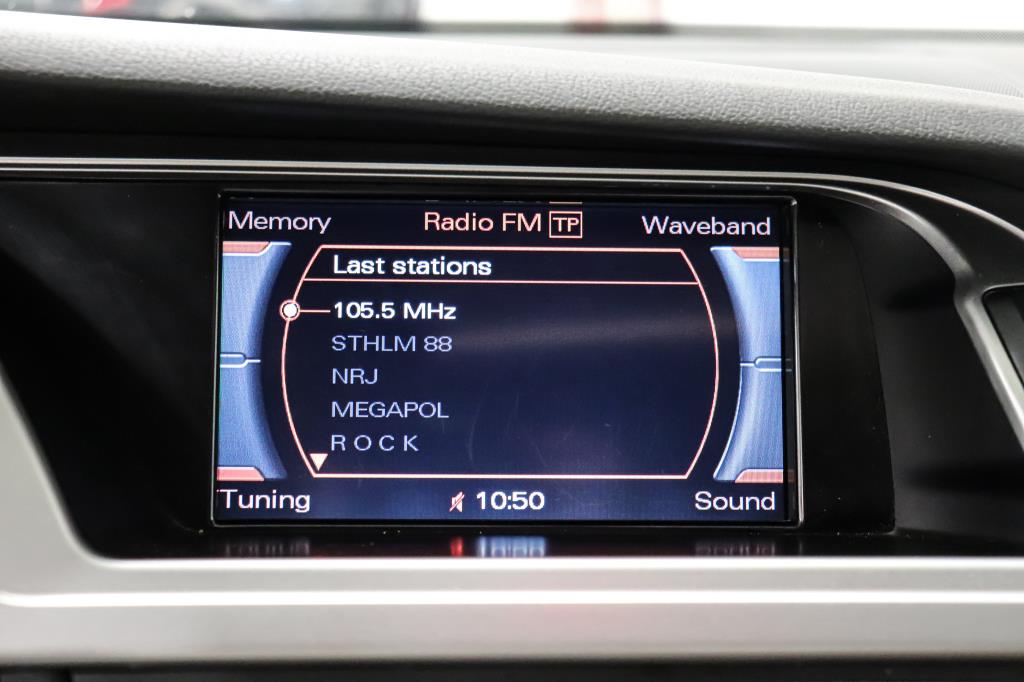 Memory Radio FM TP Waveband
Last stations
105.5 MHz
STHLM 88
NRJ
MEGAPOL
R O C K
Tuning 10:50 Sound